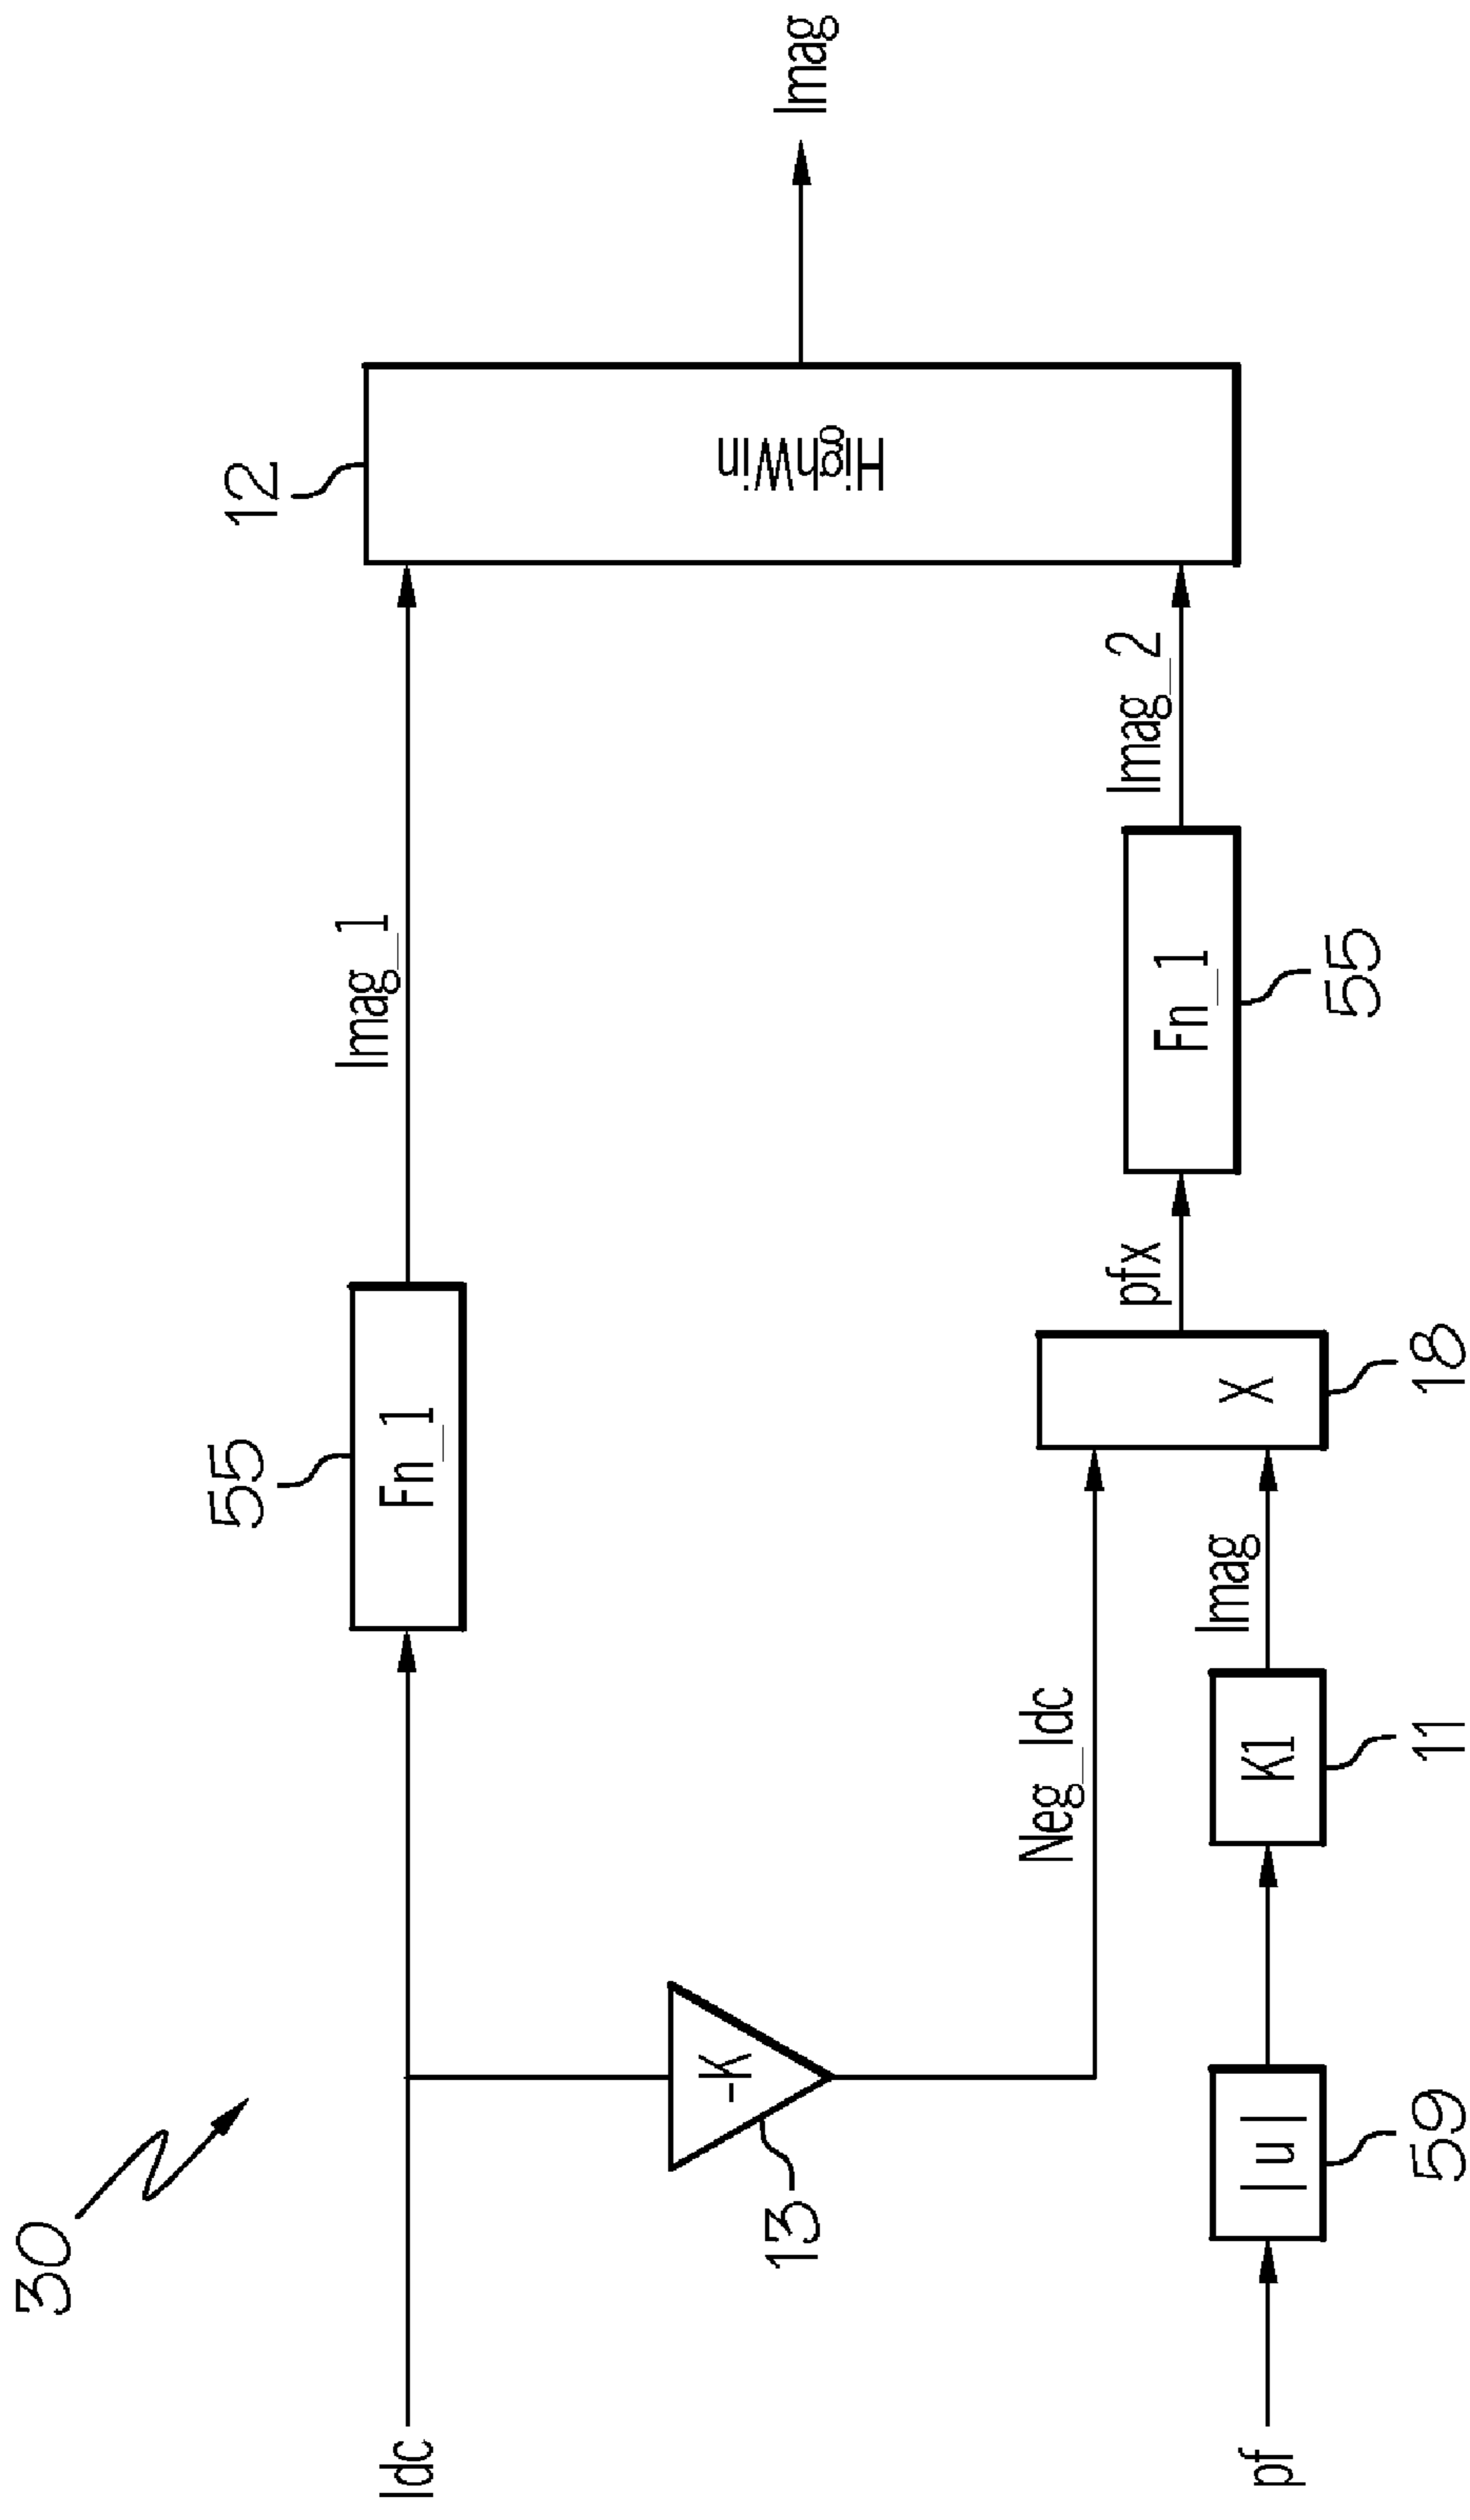 30
12
55
Imag_1
Idc
Fn_1
Imag
HighWin
13
-K
Neg_Idc
Imag_2
pfx
Fn_1
55
X
18
Imag
pf
|u|
59
K1
11